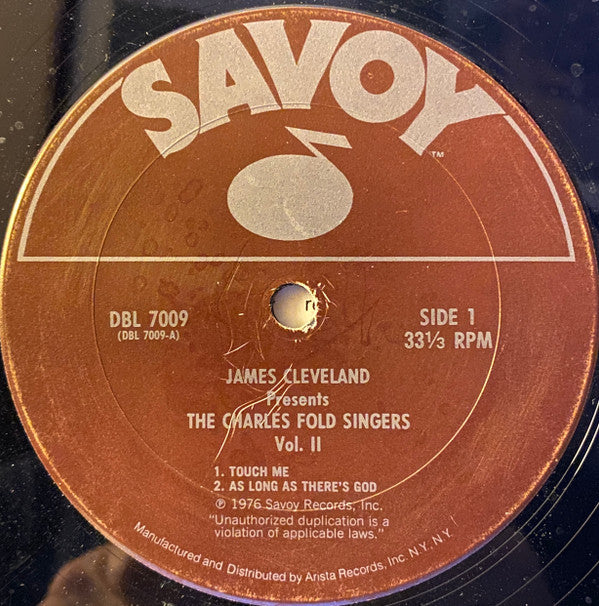 SAVOY™
DBL 7009
(DBL 7009-A)
SIDE 1
33⅓ RPM
JAMES CLEVELAND
Presents
THE CHARLES FOLD SINGERS
Vol. II
1. TOUCH ME
2. AS LONG AS THERE'S GOD
℗ 1976 Savoy Records, Inc.
"Unauthorized duplication is a
violation of applicable laws."
Manufactured and Distributed by Arista Records, Inc. N.Y., N.Y.